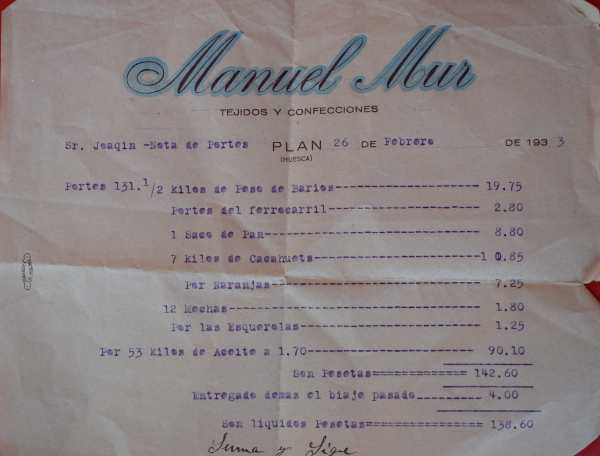 Manuel Mur
TEJIDOS Y CONFECCIONES
Sr. Joaqin -Nota de Portes PLAN 26 DE Febrero DE 193 3
(HUESCA)
Portes 131.1/2 kilos de Peso de Barios------------------ 19.75
Portes del ferrocarril------------------ 2.80
1 Saco de Pan------------------ 8.80
7 kilos de Cacahuets------------------1 0.85
Por Naranjas------------------ 7.25
12 Mechas------------------ 1.80
Por las Esquerelas------------------ 1.25
Por 53 kilos de Aceite a 1.70------------------ 90.10
Son Pesetas============ 142.60
Entregado demas el biaje pasado________ 4.00
Son liquidos Pesetas=============== 138.60
Suma y Sigue